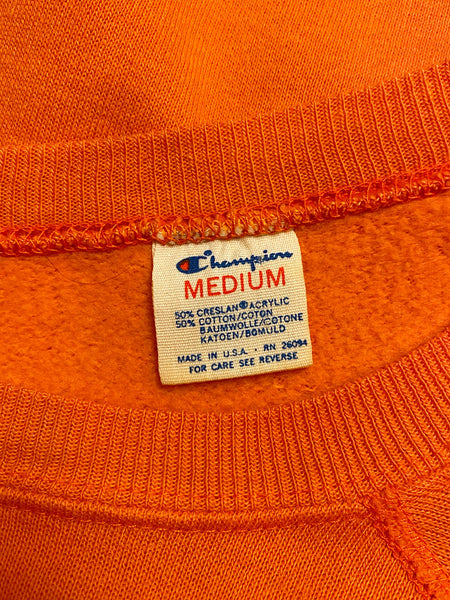 Champion
MEDIUM
50% CRESLAN® ACRYLIC
50% COTTON/COTON
BAUMWOLLE/COTONE
KATOEN/BOMULD
MADE IN U.S.A. • RN 26094
FOR CARE SEE REVERSE